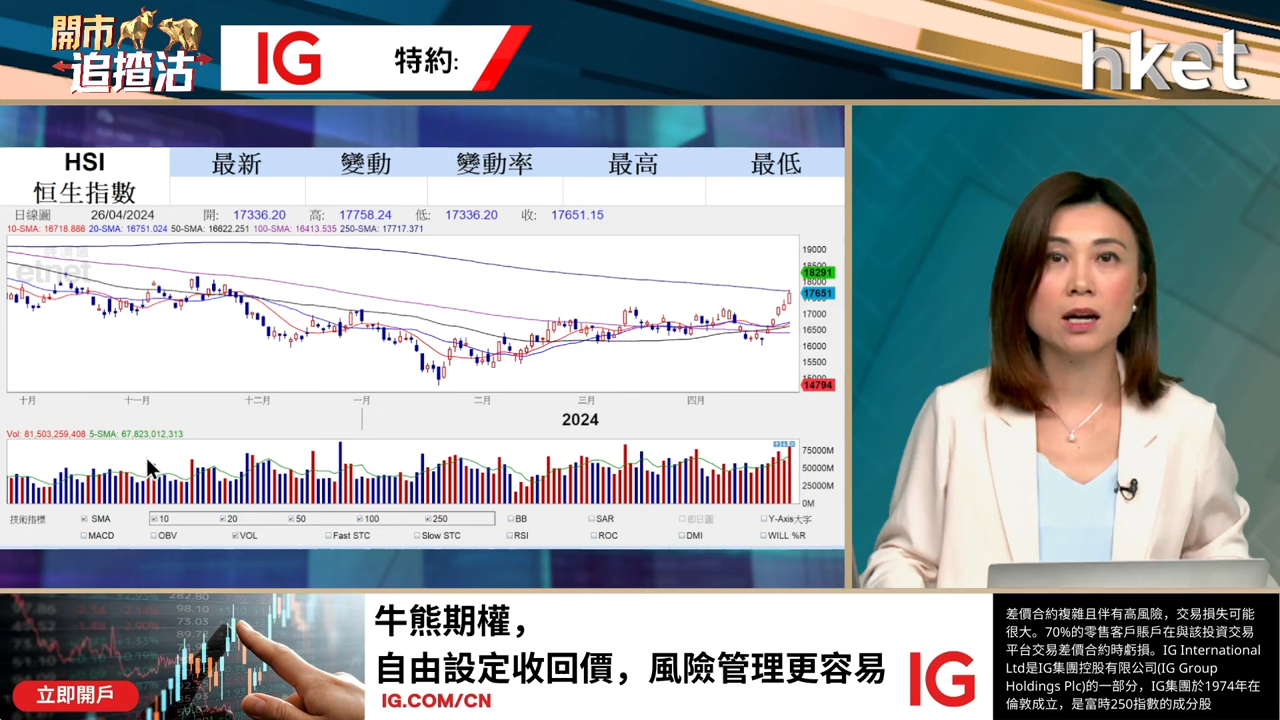 開市
追揸沽
IG
特約:
hket
HSI 最新 變動 變動率 最高 最低
恒生指數
日線圖 26/04/2024 開: 17336.20 高: 17758.24 低: 17336.20 收: 17651.15
10-SMA: 16718.886 20-SMA: 16751.024 50-SMA: 16622.251 100-SMA: 16413.535 250-SMA: 17717.371
經濟通
etnet
19000
18500
18291
17651
17000
16500
16000
15500
15000
14794
十月 十一月 十二月 一月 二月 三月 四月
2024
Vol: 81,503,259,408 5-SMA: 67,823,012,313
75000M
50000M
25000M
0M
技術指標 SMA 10 20 50 100 250 BB SAR 即日圖 Y-Axis大字
MACD OBV VOL Fast STC Slow STC RSI ROC DMI WILL %R
立即開戶
牛熊期權，
自由設定收回價，風險管理更容易
IG.COM/CN
IG
差價合約複雜且伴有高風險，交易損失可能
很大。70%的零售客戶賬戶在與該投資交易
平台交易差價合約時虧損。IG International
Ltd是IG集團控股有限公司(IG Group
Holdings Plc)的一部分，IG集團於1974年在
倫敦成立，是富時250指數的成分股